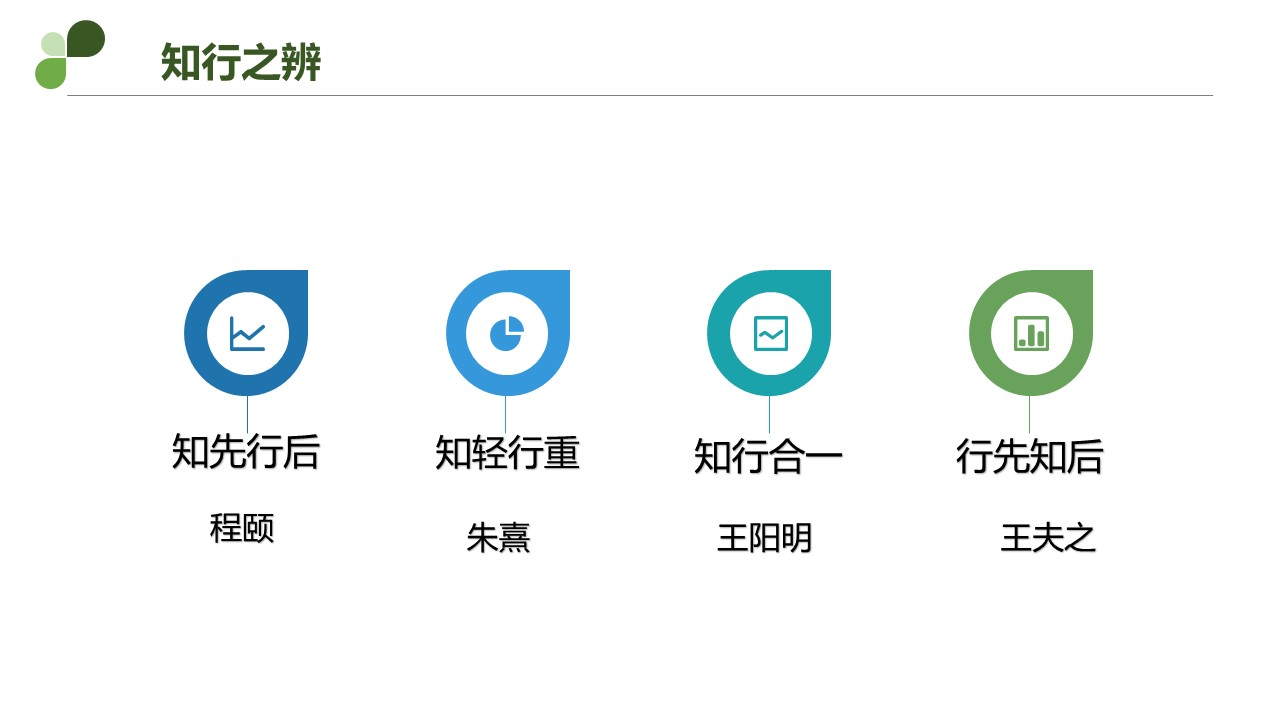 知行之辨
知先行后
知轻行重
知行合一
行先知后
程颐
朱熹
王阳明
王夫之